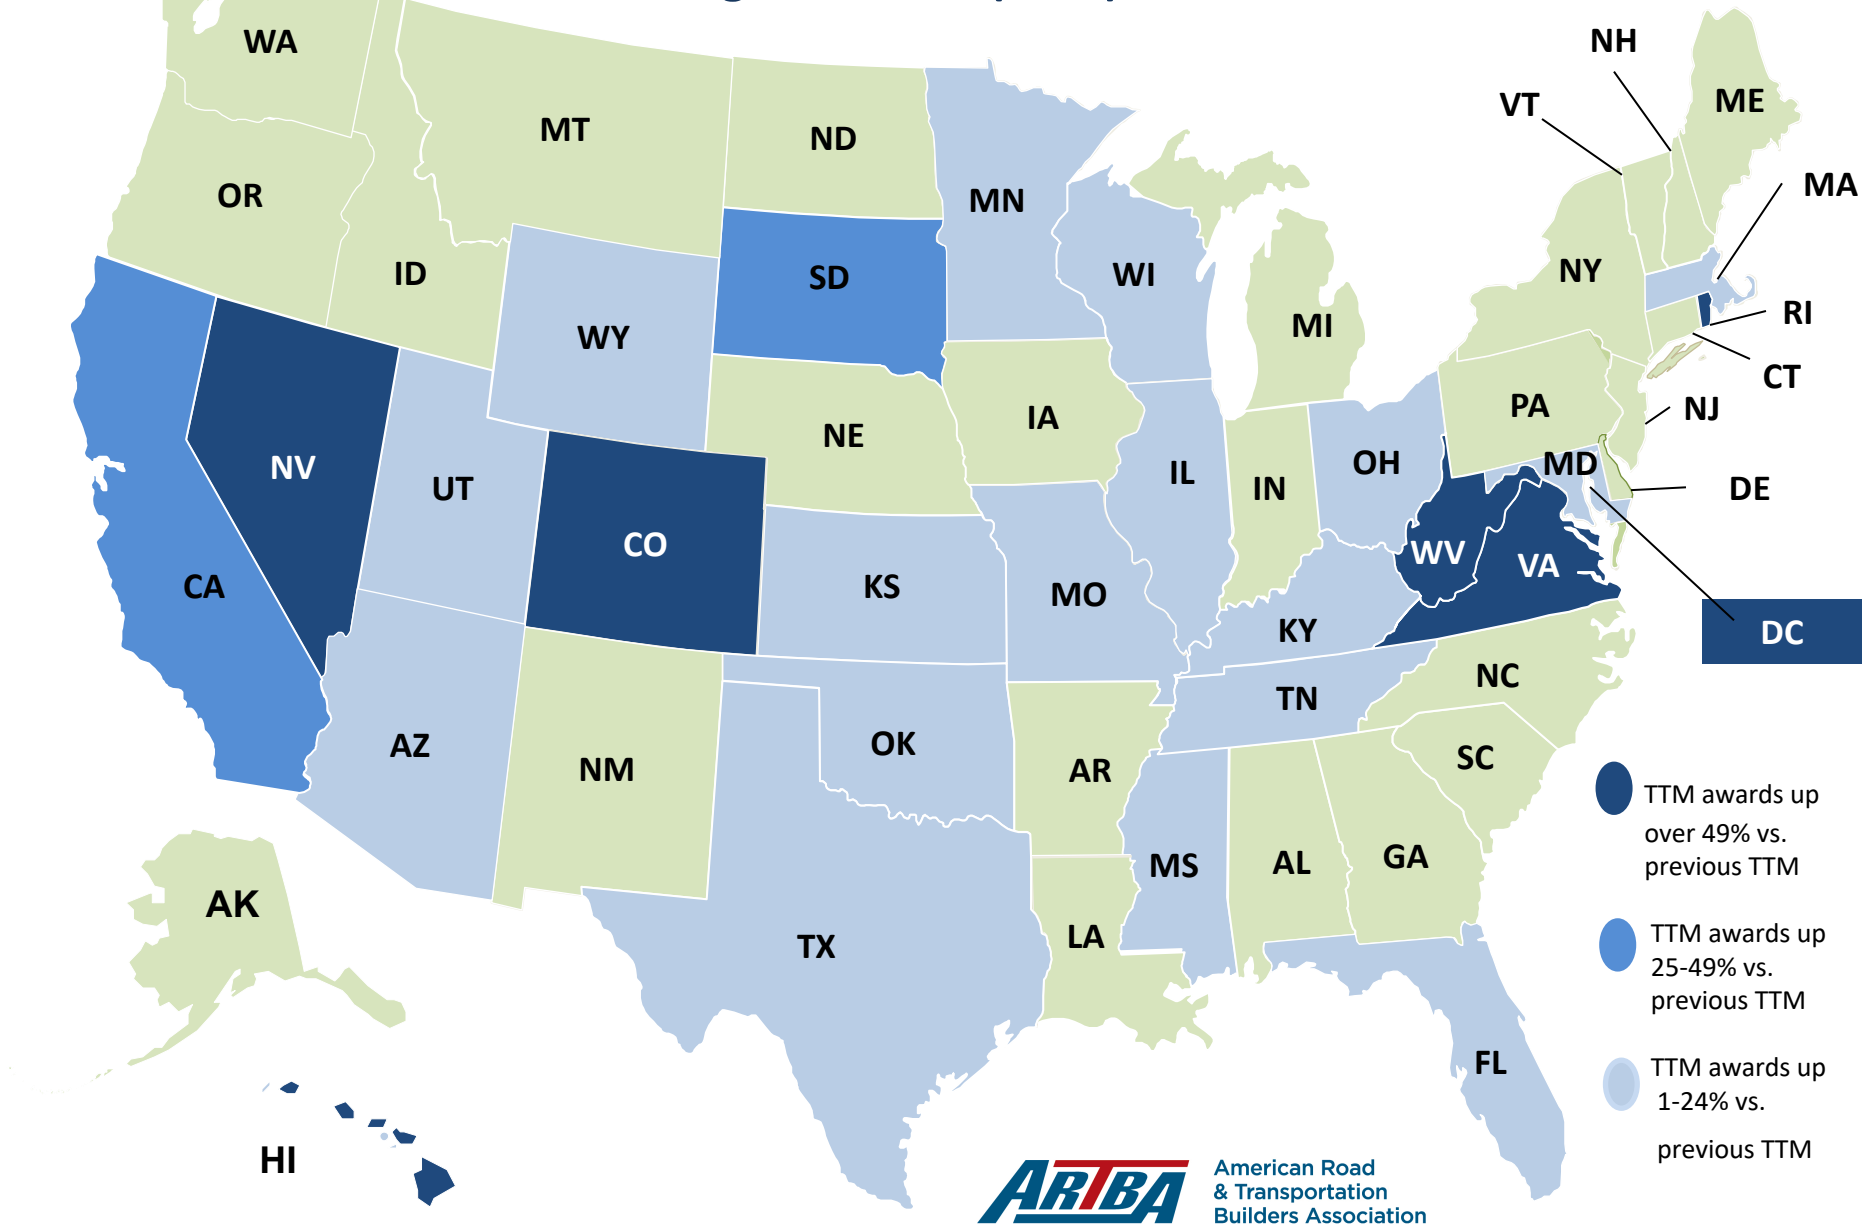 WA
NH
ME
VT
MT
ND
MA
OR
MN
NY
ID
SD
WI
RI
MI
WY
CT
PA
NJ
IA
NE
OH
MD
NV
IL
UT
IN
DE
CO
WV
VA
CA
KS
MO
KY
DC
NC
TN
AZ
OK
SC
NM
AR
TTM awards up
over 49% vs.
previous TTM
MS
AL
GA
AK
LA
TX
TTM awards up
25-49% vs.
previous TTM
FL
TTM awards up
1-24% vs.
previous TTM
HI
ARTBA
American Road
& Transportation
Builders Association